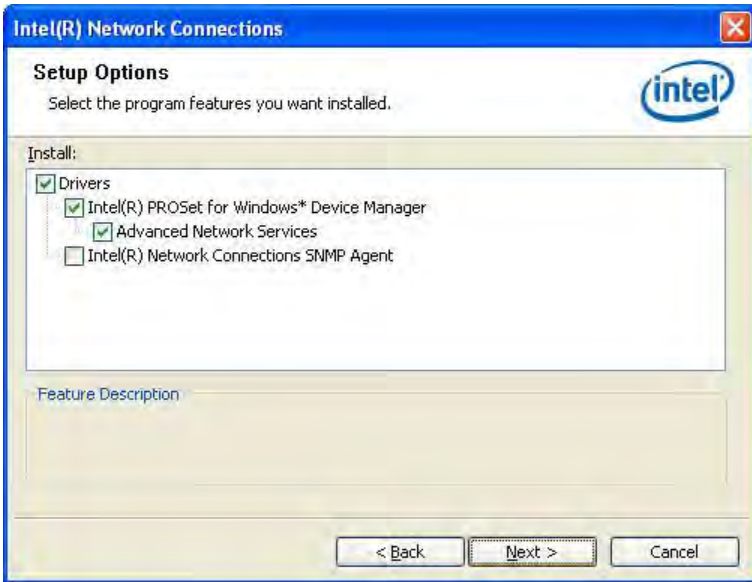 Intel(R) Network Connections
Setup Options
Select the program features you want installed.
intel
Install:
Drivers
Intel(R) PROSet for Windows* Device Manager
Advanced Network Services
Intel(R) Network Connections SNMP Agent
Feature Description
< Back Next > Cancel